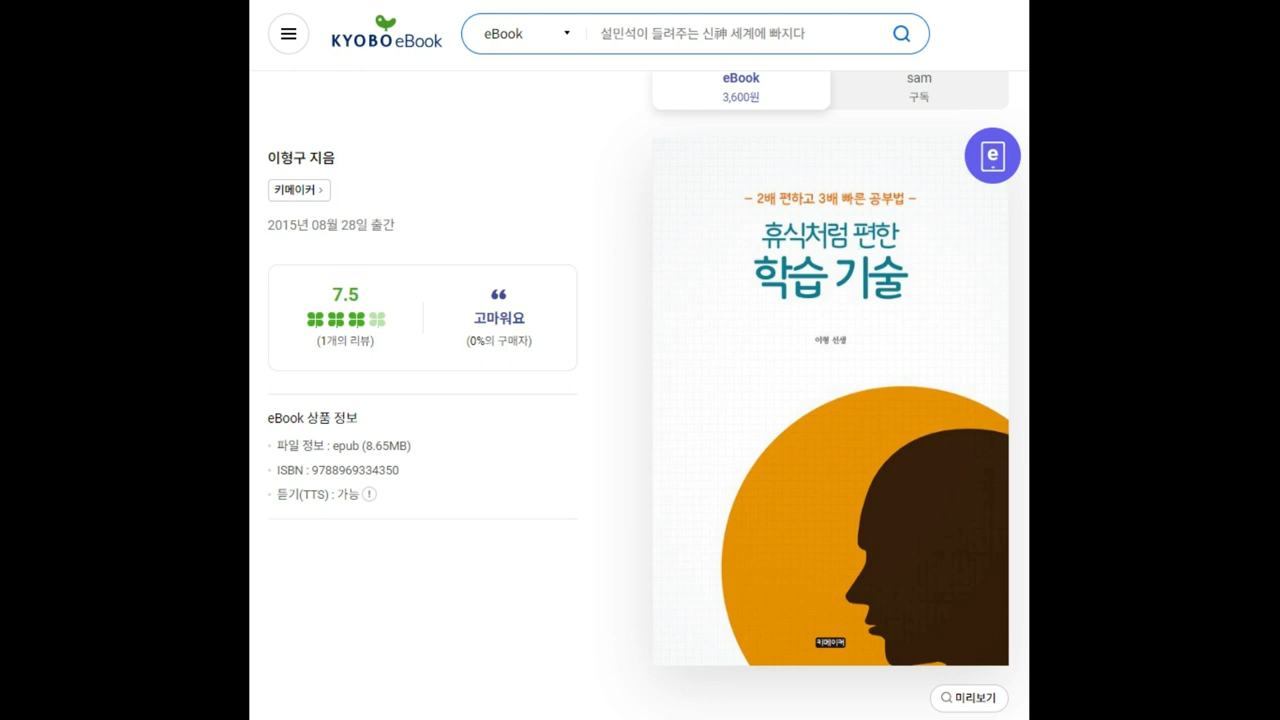 KYOBO eBook
eBook
설민석이 들려주는 신神 세계에 빠지다
eBook
3,600원
sam
구독
이형구 지음
키메이커 >
2015년 08월 28일 출간
7.5
(1개의 리뷰)
❝
고마워요
(0%의 구매자)
eBook 상품 정보
· 파일 정보 : epub (8.65MB)
· ISBN : 9788969334350
· 듣기(TTS) : 가능 !
e
– 2배 편하고 3배 빠른 공부법 –
휴식처럼 편한
학습 기술
이형 선생
키메이커
미리보기